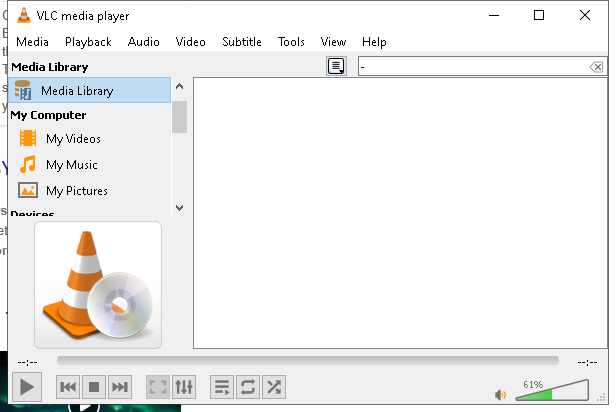 VLC media player
Media Playback Audio Video Subtitle Tools View Help
Media Library
-
Media Library
My Computer
My Videos
My Music
My Pictures
Devices
--:--
--:--
61%